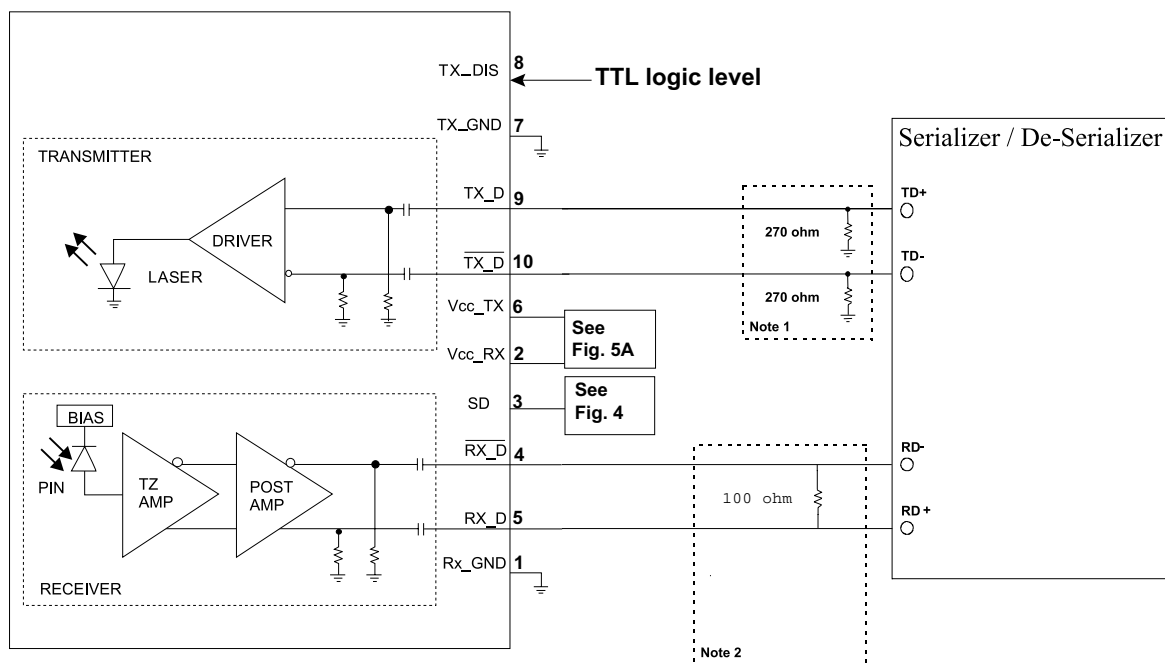 TX_DIS
8
TTL logic level
TX_GND
7
Serializer / De-Serializer
TRANSMITTER
TX_D
9
TD+
DRIVER
270 ohm
LASER
TX_D
10
TD-
270 ohm
Note 1
Vcc_TX
6
See
Fig. 5A
Vcc_RX
2
SD
3
See
Fig. 4
BIAS
PIN
TZ
AMP
POST
AMP
RX_D
4
RD-
100 ohm
RX_D
5
RD+
Rx_GND
1
RECEIVER
Note 2